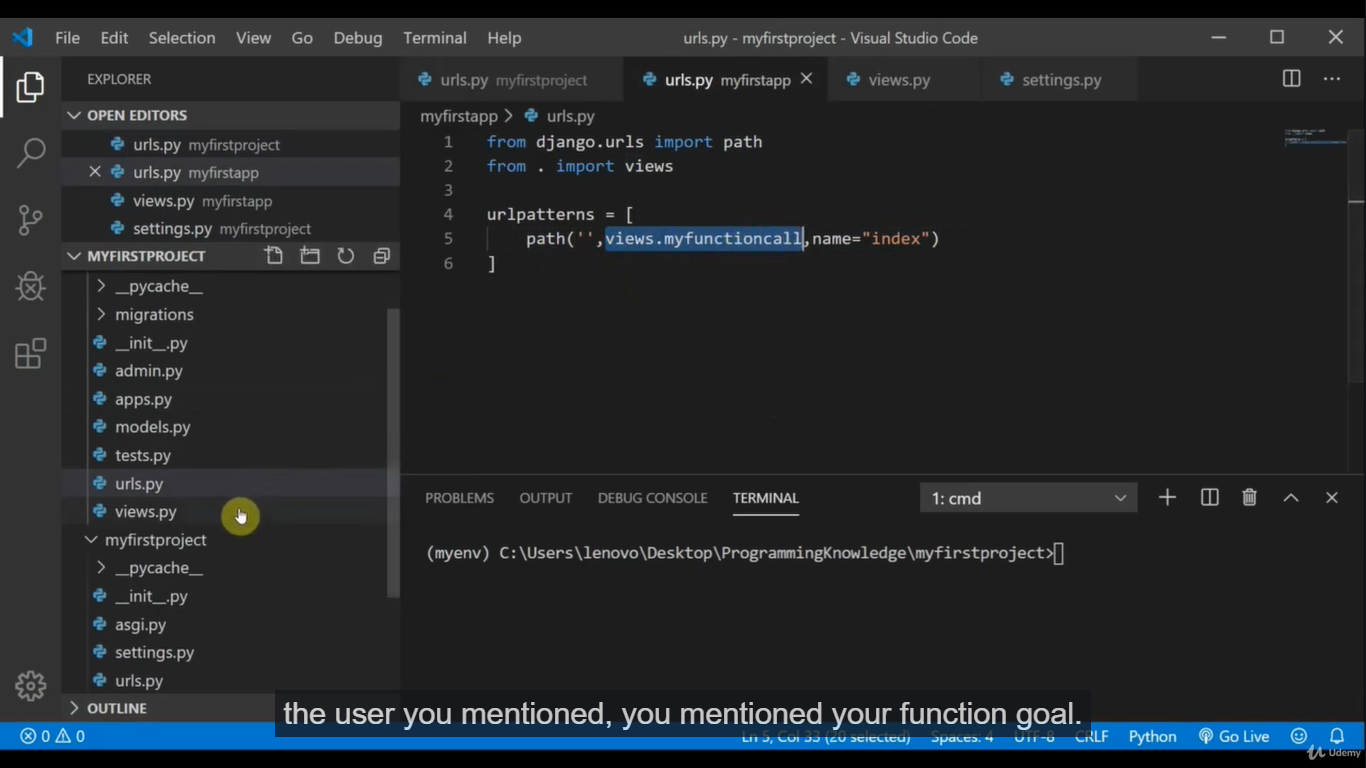 File Edit Selection View Go Debug Terminal Help urls.py - myfirstproject - Visual Studio Code
EXPLORER
OPEN EDITORS
urls.py myfirstproject
urls.py myfirstapp
views.py myfirstapp
settings.py myfirstproject
MYFIRSTPROJECT
__pycache__
migrations
__init__.py
admin.py
apps.py
models.py
tests.py
urls.py
views.py
myfirstproject
__pycache__
__init__.py
asgi.py
settings.py
urls.py
OUTLINE
urls.py myfirstproject urls.py myfirstapp views.py settings.py
myfirstapp > urls.py
1 from django.urls import path
2 from . import views
3
4 urlpatterns = [
5 path('',views.myfunctioncall,name="index")
6 ]
PROBLEMS OUTPUT DEBUG CONSOLE TERMINAL 1: cmd
(myenv) C:\Users\lenovo\Desktop\ProgrammingKnowledge\myfirstproject>
the user you mentioned, you mentioned your function goal.
0 0 Ln 5, Col 33 (20 selected) Spaces: 4 UTF-8 CRLF Python Go Live
Udemy